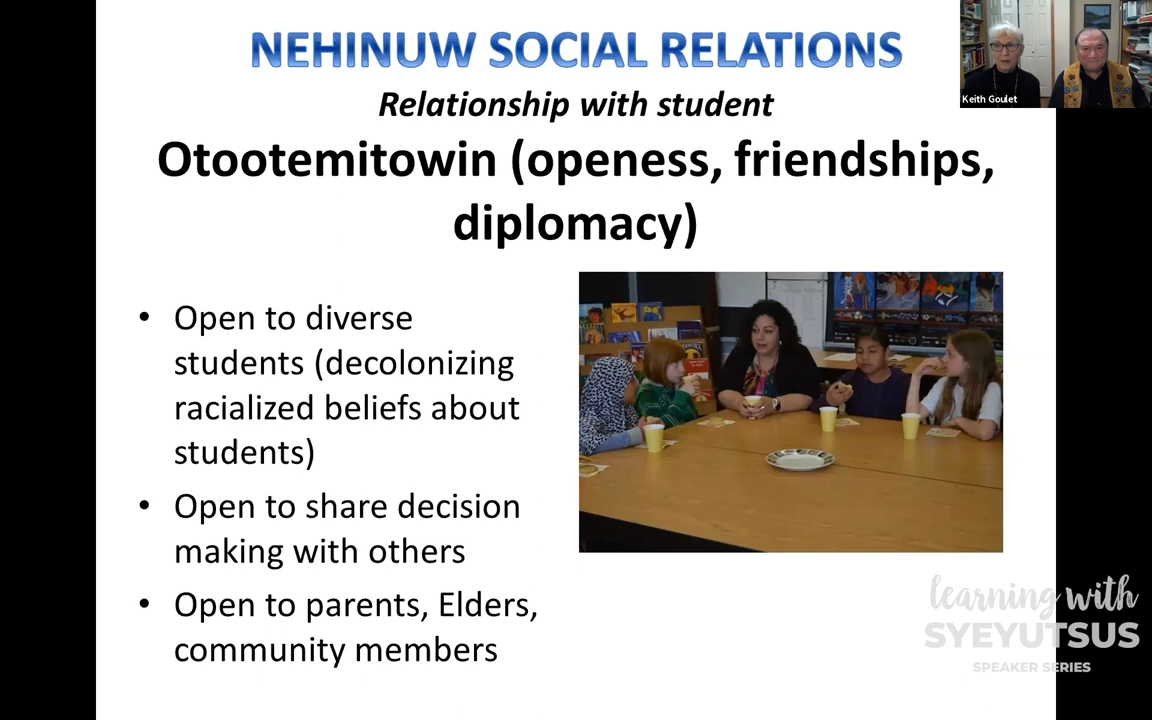 NEHINUW SOCIAL RELATIONS
Relationship with student
Otootemitowin (openess, friendships,
diplomacy)
• Open to diverse
students (decolonizing
racialized beliefs about
students)
• Open to share decision
making with others
• Open to parents, Elders,
community members
Keith Goulet
learning with
SYEYUTSUS
SPEAKER SERIES